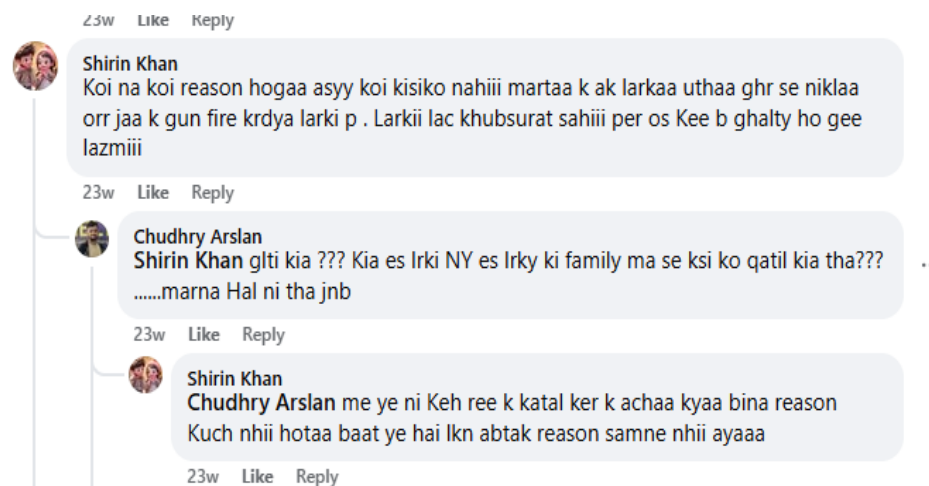 23w Like Reply
Shirin Khan
Koi na koi reason hogaa asyy koi kisiko nahiii martaa k ak larkaa uthaa ghr se niklaa
orr jaa k gun fire krdya larki p . Larkii lac khubsurat sahiii per os Kee b ghalty ho gee
lazmiii
23w Like Reply
Chudhry Arslan
Shirin Khan glti kia ??? Kia es lrki NY es lrky ki family ma se ksi ko qatil kia tha???
......marna Hal ni tha jnb
23w Like Reply
Shirin Khan
Chudhry Arslan me ye ni Keh ree k katal ker k achaa kyaa bina reason
Kuch nhii hotaa baat ye hai lkn abtak reason samne nhii ayaaa
23w Like Reply